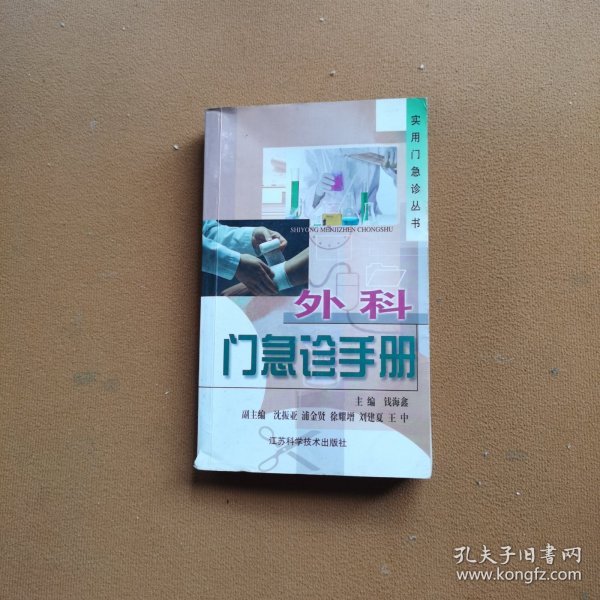 实用门急诊丛书
SHIYONG MENJIZHEN CHONGSHU
外科
门急诊手册
主编 钱海鑫
副主编 沈振亚 浦金贤 徐耀增 刘建夏 王中
江苏科学技术出版社
孔夫子旧书网
www.kongfz.com